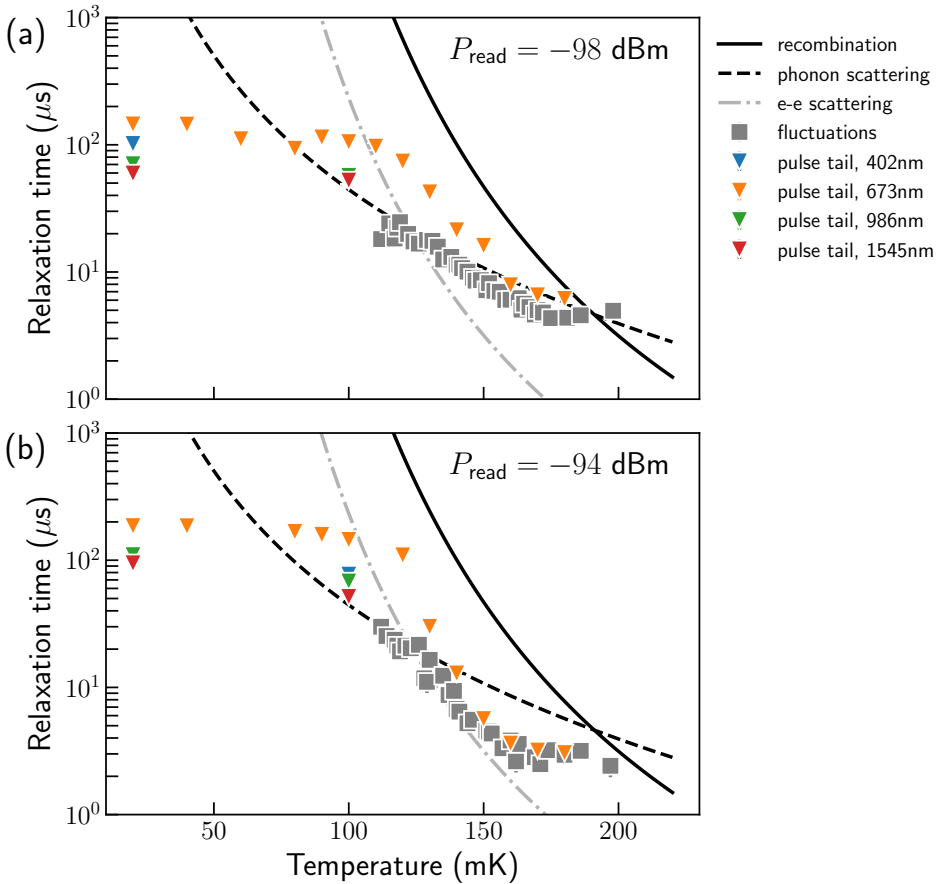 (a)
P_read = −98 dBm
Relaxation time (μs)
10³
10²
10¹
10⁰
recombination
phonon scattering
e-e scattering
fluctuations
pulse tail, 402nm
pulse tail, 673nm
pulse tail, 986nm
pulse tail, 1545nm
(b)
P_read = −94 dBm
Relaxation time (μs)
10³
10²
10¹
10⁰
50 100 150 200
Temperature (mK)